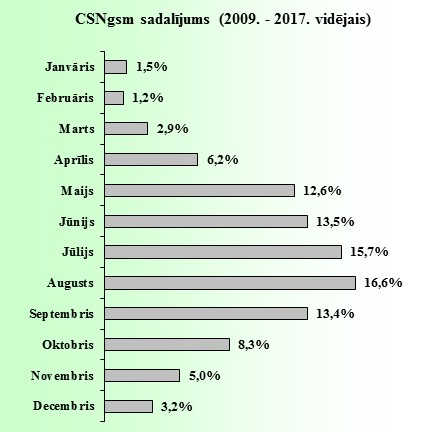 CSNgsm sadalījums (2009. - 2017. vidējais)
Janvāris 1,5%
Februāris 1,2%
Marts 2,9%
Aprīlis 6,2%
Maijs 12,6%
Jūnijs 13,5%
Jūlijs 15,7%
Augusts 16,6%
Septembris 13,4%
Oktobris 8,3%
Novembris 5,0%
Decembris 3,2%